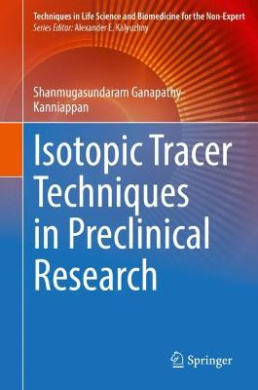 Techniques in Life Science and Biomedicine for the Non-Expert
Series Editor: Alexander E. Kalyuzhny
Shanmugasundaram Ganapathy-
Kanniappan
Isotopic Tracer
Techniques
in Preclinical
Research
Springer